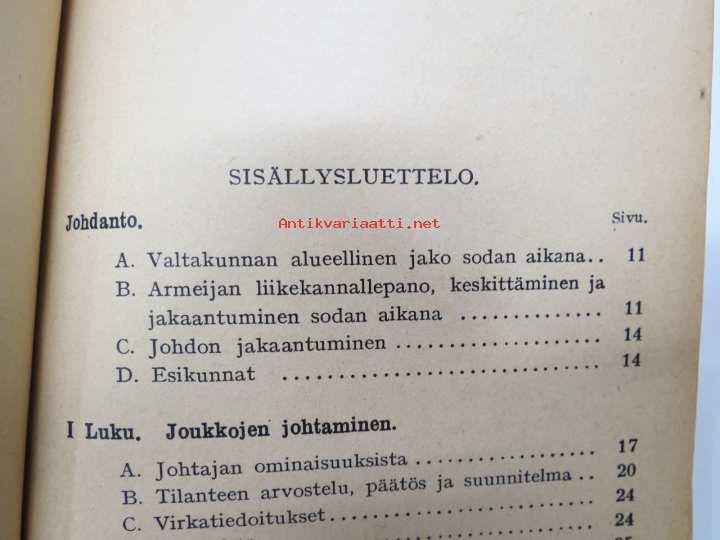 SISÄLLYSLUETTELO.
Johdanto. Antikvariaatti.net Sivu.
A. Valtakunnan alueellinen jako sodan aikana.. 11
B. Armeijan liikekannallepano, keskittäminen ja
jakaantuminen sodan aikana .............. 11
C. Johdon jakaantuminen .................... 14
D. Esikunnat .............................. 14
I Luku. Joukkojen johtaminen.
A. Johtajan ominaisuuksista ................. 17
B. Tilanteen arvostelu, päätös ja suunnitelma .. 20
C. Virkatiedoitukset ........................ 24
24